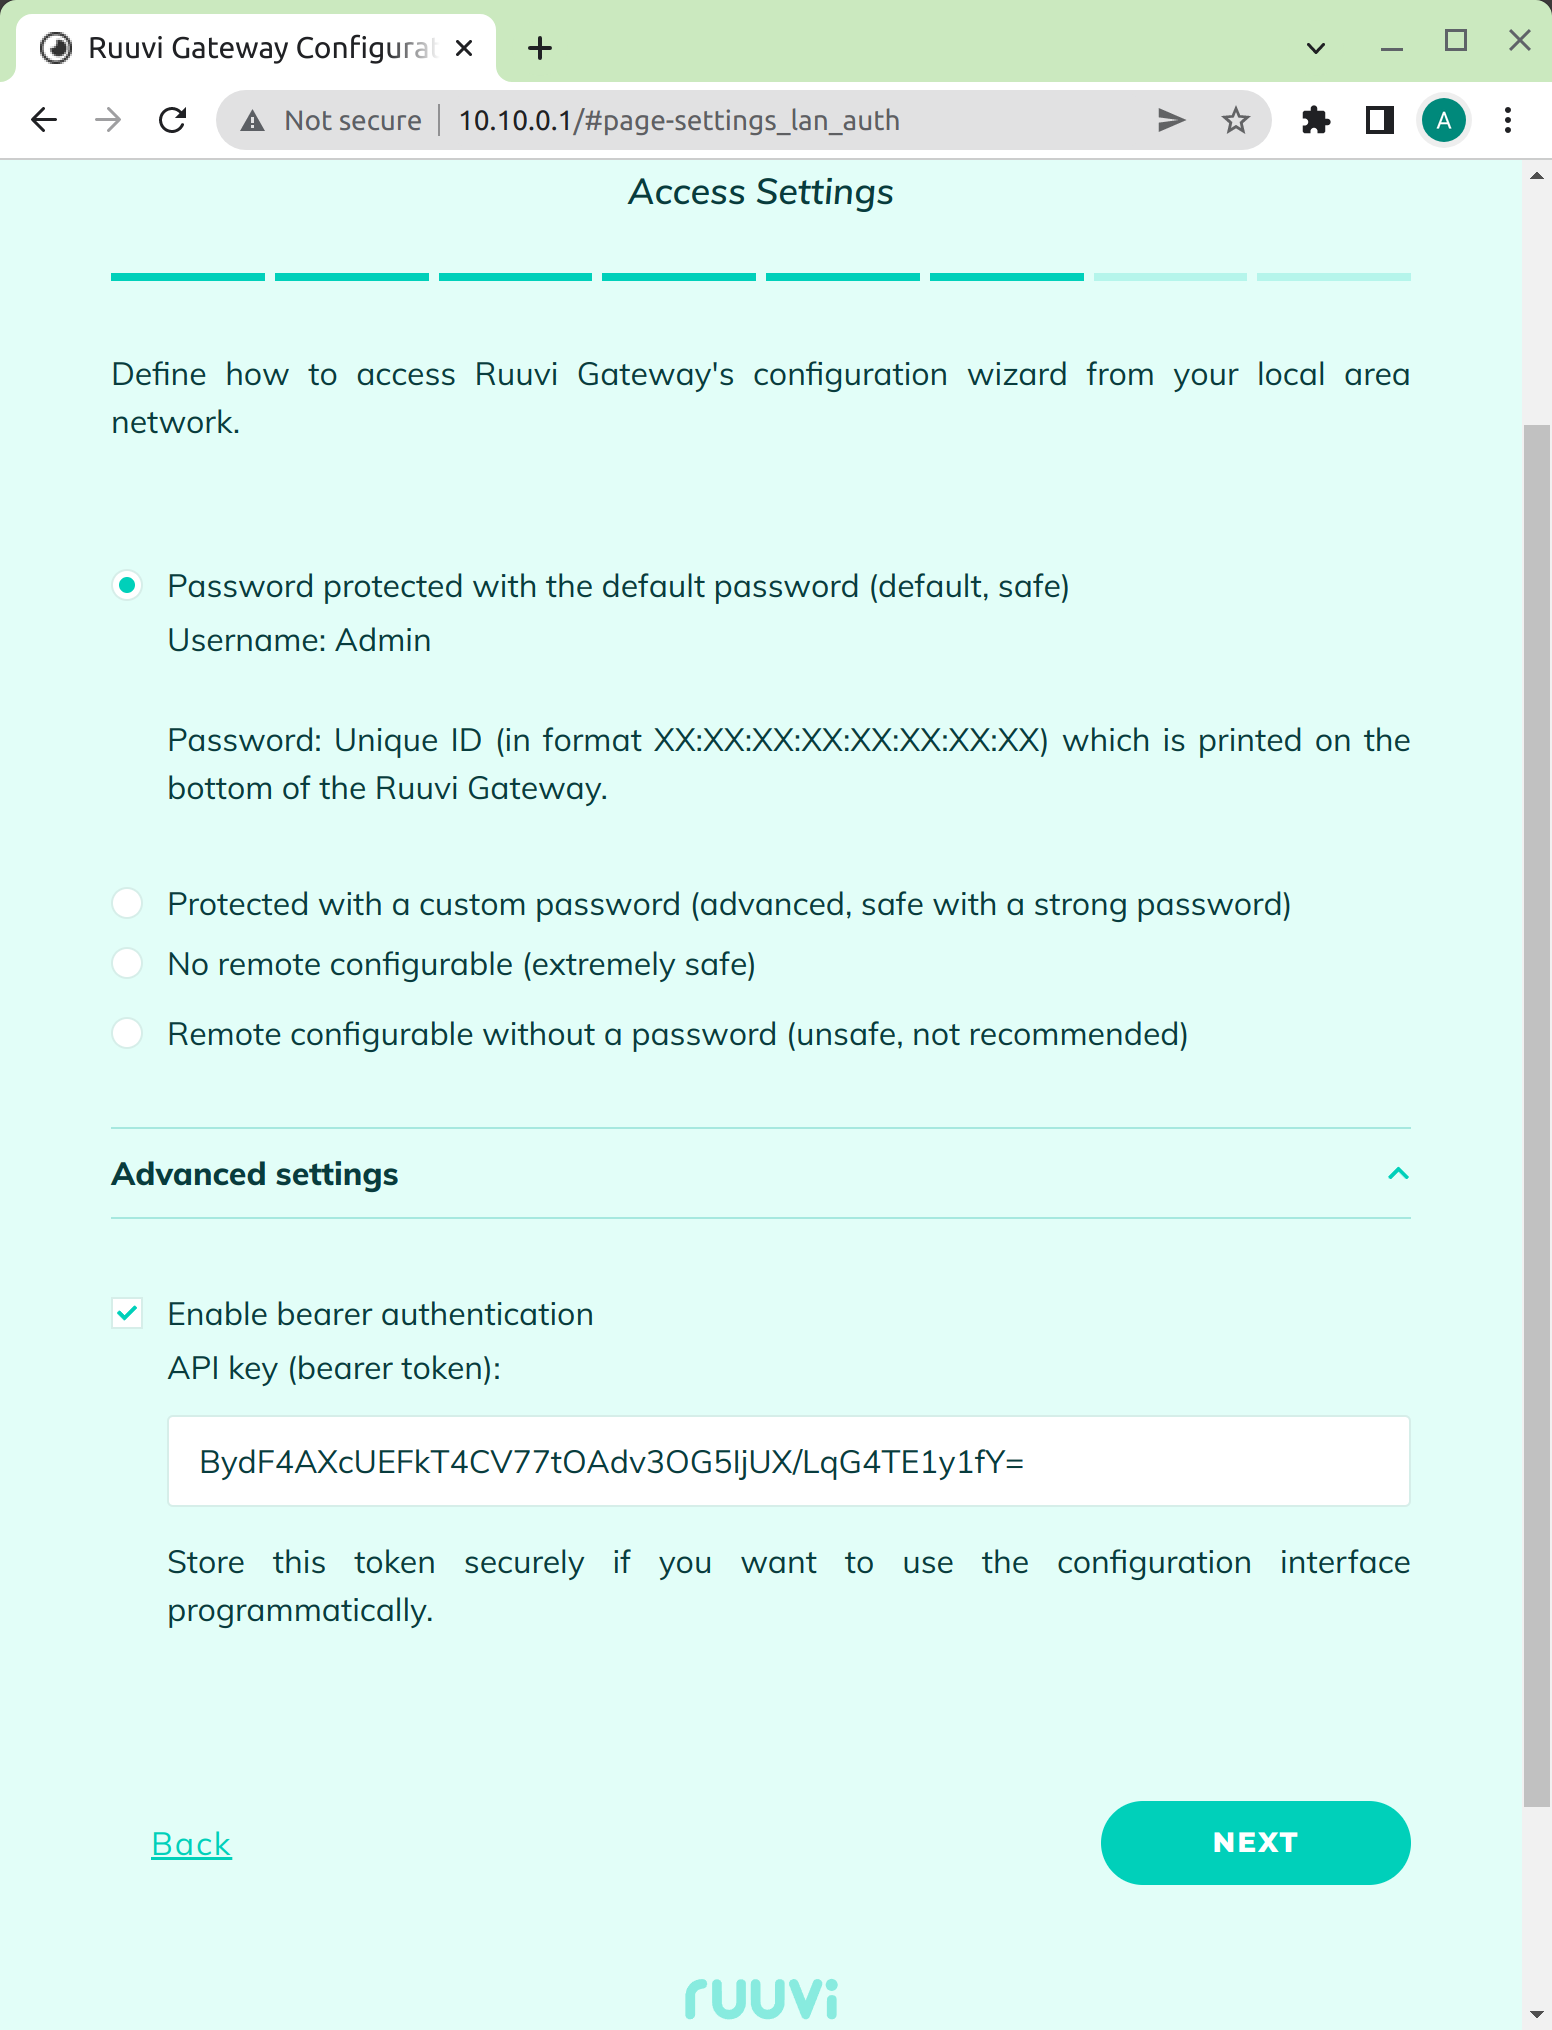 Ruuvi Gateway Configurat
Not secure | 10.10.0.1/#page-settings_lan_auth
A
Access Settings
Define how to access Ruuvi Gateway's configuration wizard from your local area
network.
Password protected with the default password (default, safe)
Username: Admin
Password: Unique ID (in format XX:XX:XX:XX:XX:XX:XX:XX) which is printed on the
bottom of the Ruuvi Gateway.
Protected with a custom password (advanced, safe with a strong password)
No remote configurable (extremely safe)
Remote configurable without a password (unsafe, not recommended)
Advanced settings
Enable bearer authentication
API key (bearer token):
BydF4AXcUEFkT4CV77tOAdv3OG5IjUX/LqG4TE1y1fY=
Store this token securely if you want to use the configuration interface
programmatically.
Back
NEXT
ruuvi